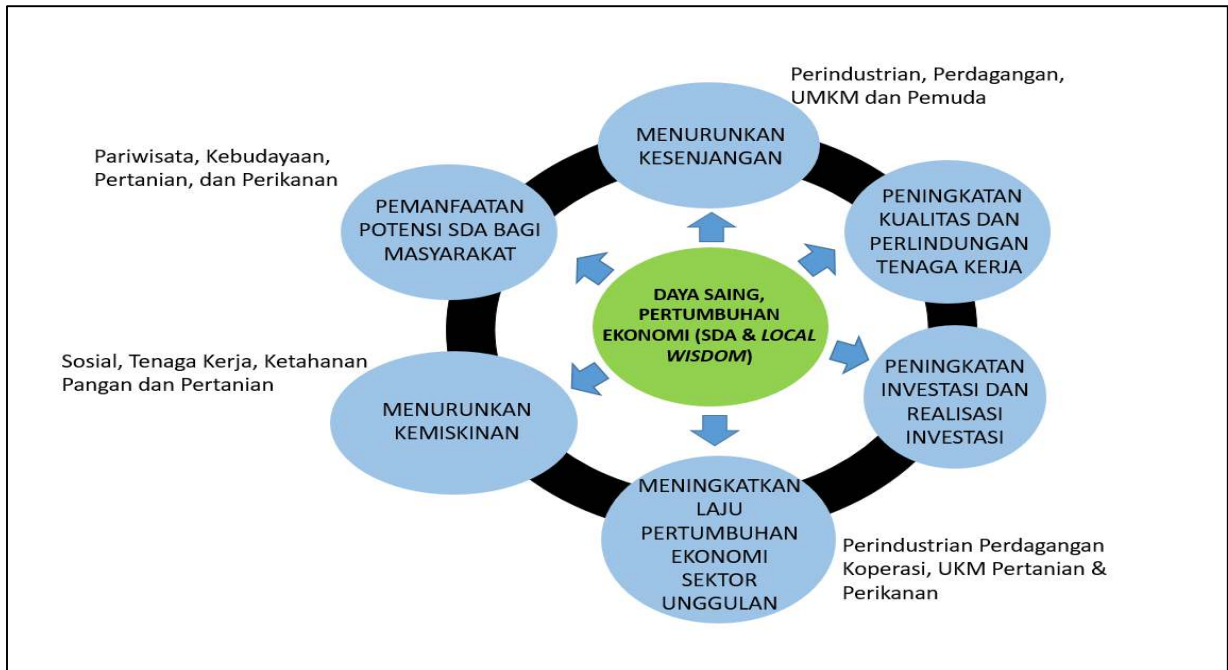 Perindustrian, Perdagangan,
UMKM dan Pemuda
MENURUNKAN
KESENJANGAN
Pariwisata, Kebudayaan,
Pertanian, dan Perikanan
PEMANFAATAN
POTENSI SDA BAGI
MASYARAKAT
PENINGKATAN
KUALITAS DAN
PERLINDUNGAN
TENAGA KERJA
DAYA SAING,
PERTUMBUHAN
EKONOMI (SDA & LOCAL
WISDOM)
Sosial, Tenaga Kerja, Ketahanan
Pangan dan Pertanian
MENURUNKAN
KEMISKINAN
PENINGKATAN
INVESTASI DAN
REALISASI
INVESTASI
MENINGKATKAN
LAJU
PERTUMBUHAN
EKONOMI
SEKTOR
UNGGULAN
Perindustrian Perdagangan
Koperasi, UKM Pertanian &
Perikanan